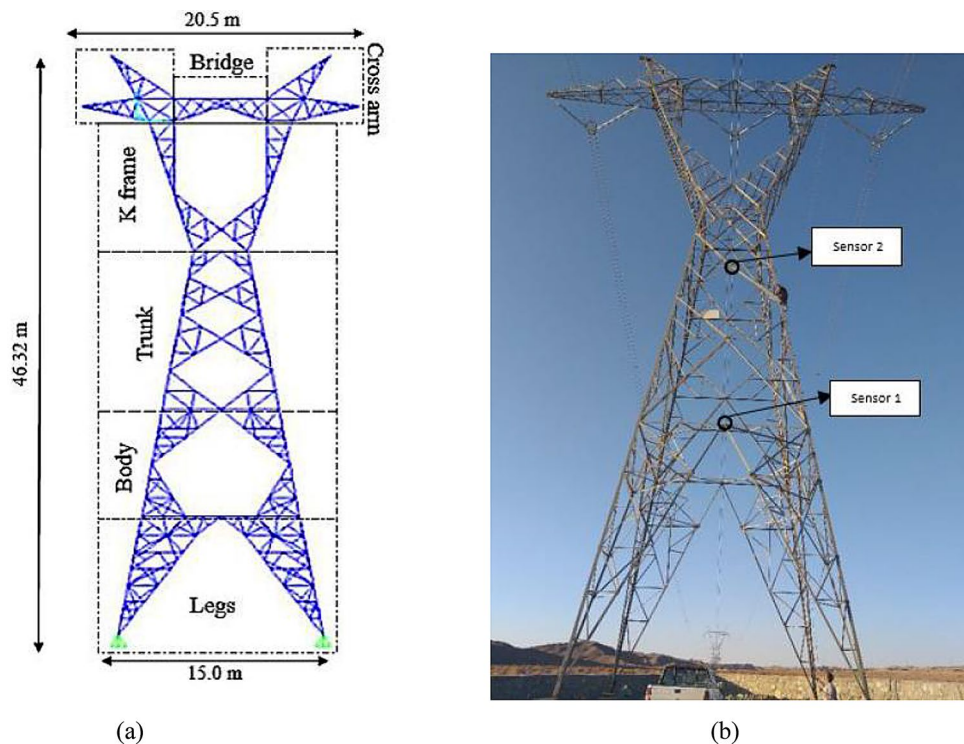 20.5 m
Bridge
Cross arm
K frame
46.32 m
Trunk
Body
Legs
15.0 m
Sensor 2
Sensor 1
(a)
(b)